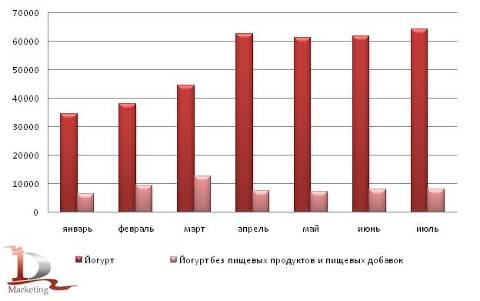 70000
60000
50000
40000
30000
20000
10000
0
январь февраль март апрель май июнь июль
Йогурт Йогурт без пищевых продуктов и пищевых добавок
ID
Marketing